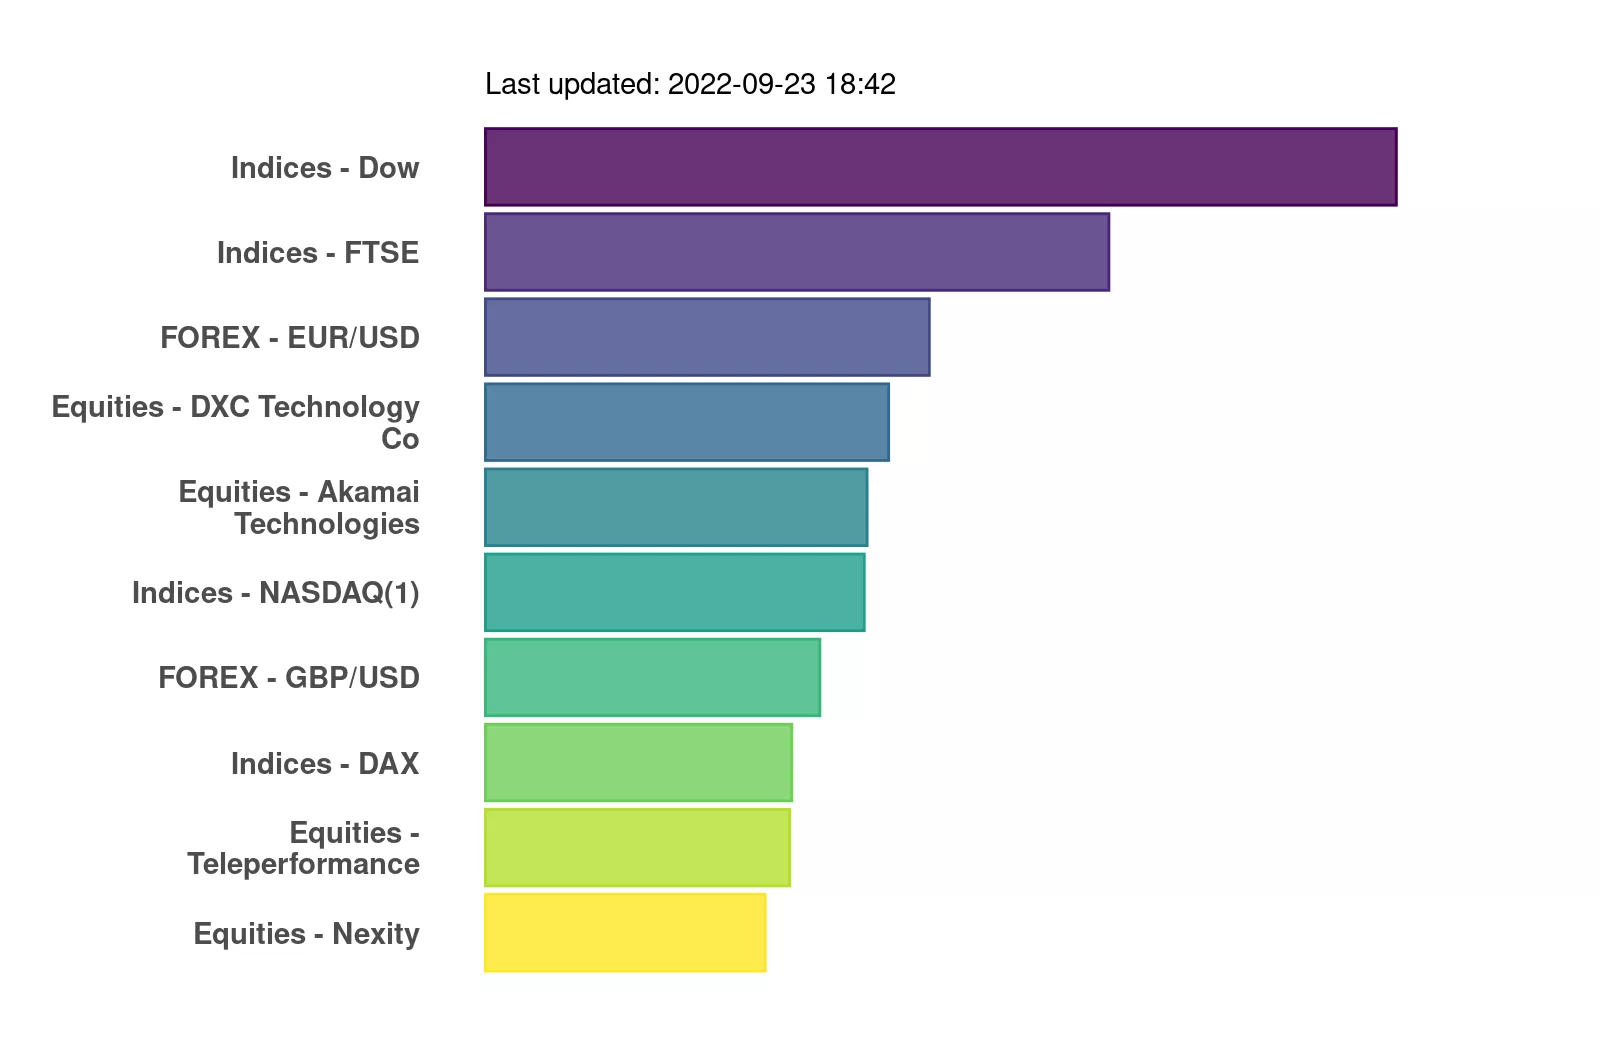 Last updated: 2022-09-23 18:42
Indices - Dow
Indices - FTSE
FOREX - EUR/USD
Equities - DXC Technology
Co
Equities - Akamai
Technologies
Indices - NASDAQ(1)
FOREX - GBP/USD
Indices - DAX
Equities -
Teleperformance
Equities - Nexity